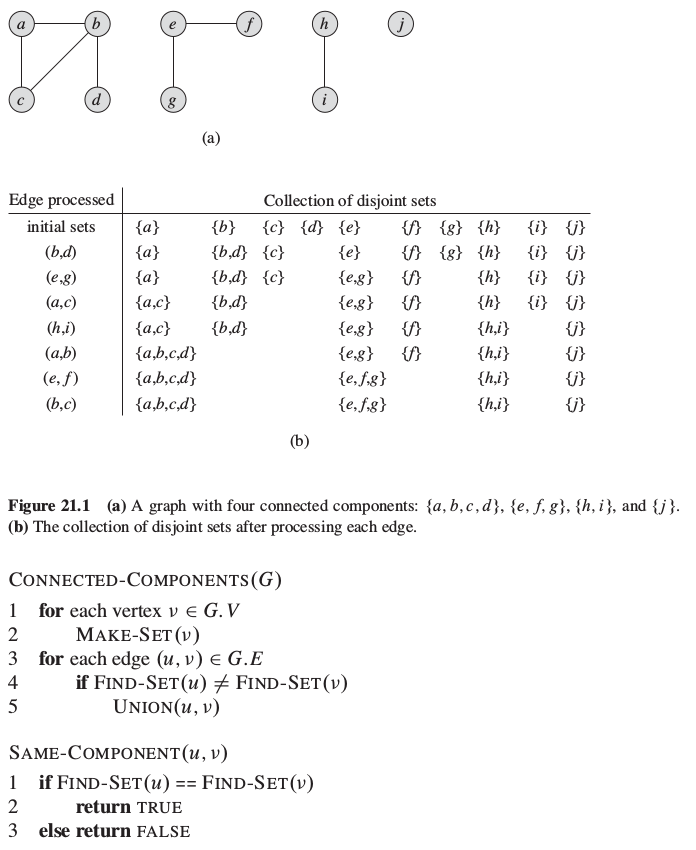 a b e f h j
c d g i
(a)
Edge processed Collection of disjoint sets
initial sets {a} {b} {c} {d} {e} {f} {g} {h} {i} {j}
(b,d) {a} {b,d} {c} {e} {f} {g} {h} {i} {j}
(e,g) {a} {b,d} {c} {e,g} {f} {h} {i} {j}
(a,c) {a,c} {b,d} {e,g} {f} {h} {i} {j}
(h,i) {a,c} {b,d} {e,g} {f} {h,i} {j}
(a,b) {a,b,c,d} {e,g} {f} {h,i} {j}
(e, f) {a,b,c,d} {e, f,g} {h,i} {j}
(b,c) {a,b,c,d} {e, f,g} {h,i} {j}
(b)
Figure 21.1 (a) A graph with four connected components: {a, b, c, d}, {e, f, g}, {h, i}, and {j}.
(b) The collection of disjoint sets after processing each edge.
CONNECTED-COMPONENTS(G)
1 for each vertex ν ∈ G.V
2 MAKE-SET(ν)
3 for each edge (u, ν) ∈ G.E
4 if FIND-SET(u) ≠ FIND-SET(ν)
5 UNION(u, ν)
SAME-COMPONENT(u, ν)
1 if FIND-SET(u) == FIND-SET(ν)
2 return TRUE
3 else return FALSE